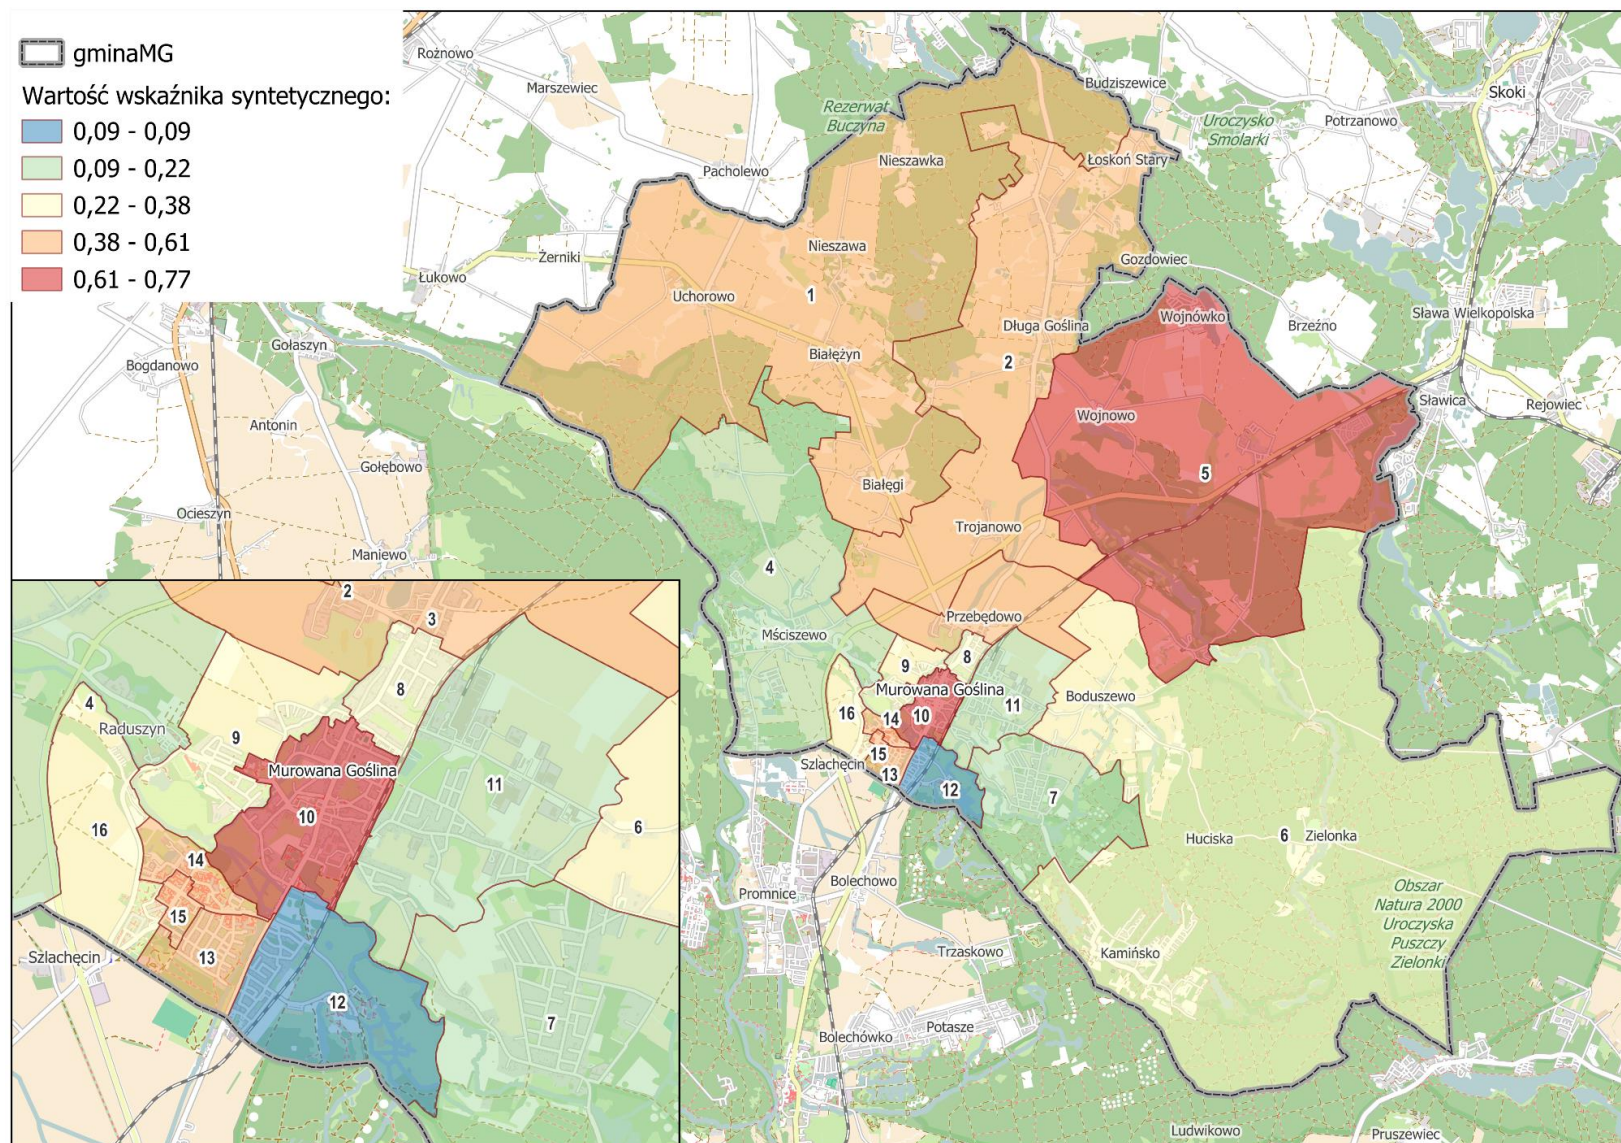 gminaMG
Wartość wskaźnika syntetycznego:
0,09 - 0,09
0,09 - 0,22
0,22 - 0,38
0,38 - 0,61
0,61 - 0,77
Rożnowo
Marszewiec
Budziszewice
Skoki
Rezerwat
Buczyna
Uroczysko
Smolarki
Potrzanowo
Nieszawka
Łoskoń Stary
Pacholewo
Nieszawa
Żerniki
Gozdowiec
Łukowo
Uchorowo
1
Wojnówko
Sława Wielkopolska
Długa Goślina
Brzeźno
Gołaszyn
Białężyn
2
Bogdanowo
Sławica
Rejowiec
Antonin
Wojnowo
Gołębowo
5
Białęgi
Ocieszyn
Trojanowo
Maniewo
4
Przebędowo
Mściszewo
8
9
Murowana Goślina
Boduszewo
16
14
10
11
15
Szlachęcin
13
12
7
Huciska
6
Zielonka
Promnice
Bolechowo
Obszar
Natura 2000
Uroczyska
Puszczy
Zielonki
Trzaskowo
Kamińsko
Bolechówko
Potasze
Ludwikowo
Pruszewiec
2
3
8
4
Raduszyn
9
Murowana Goślina
11
10
16
6
14
15
Szlachęcin
13
12
7